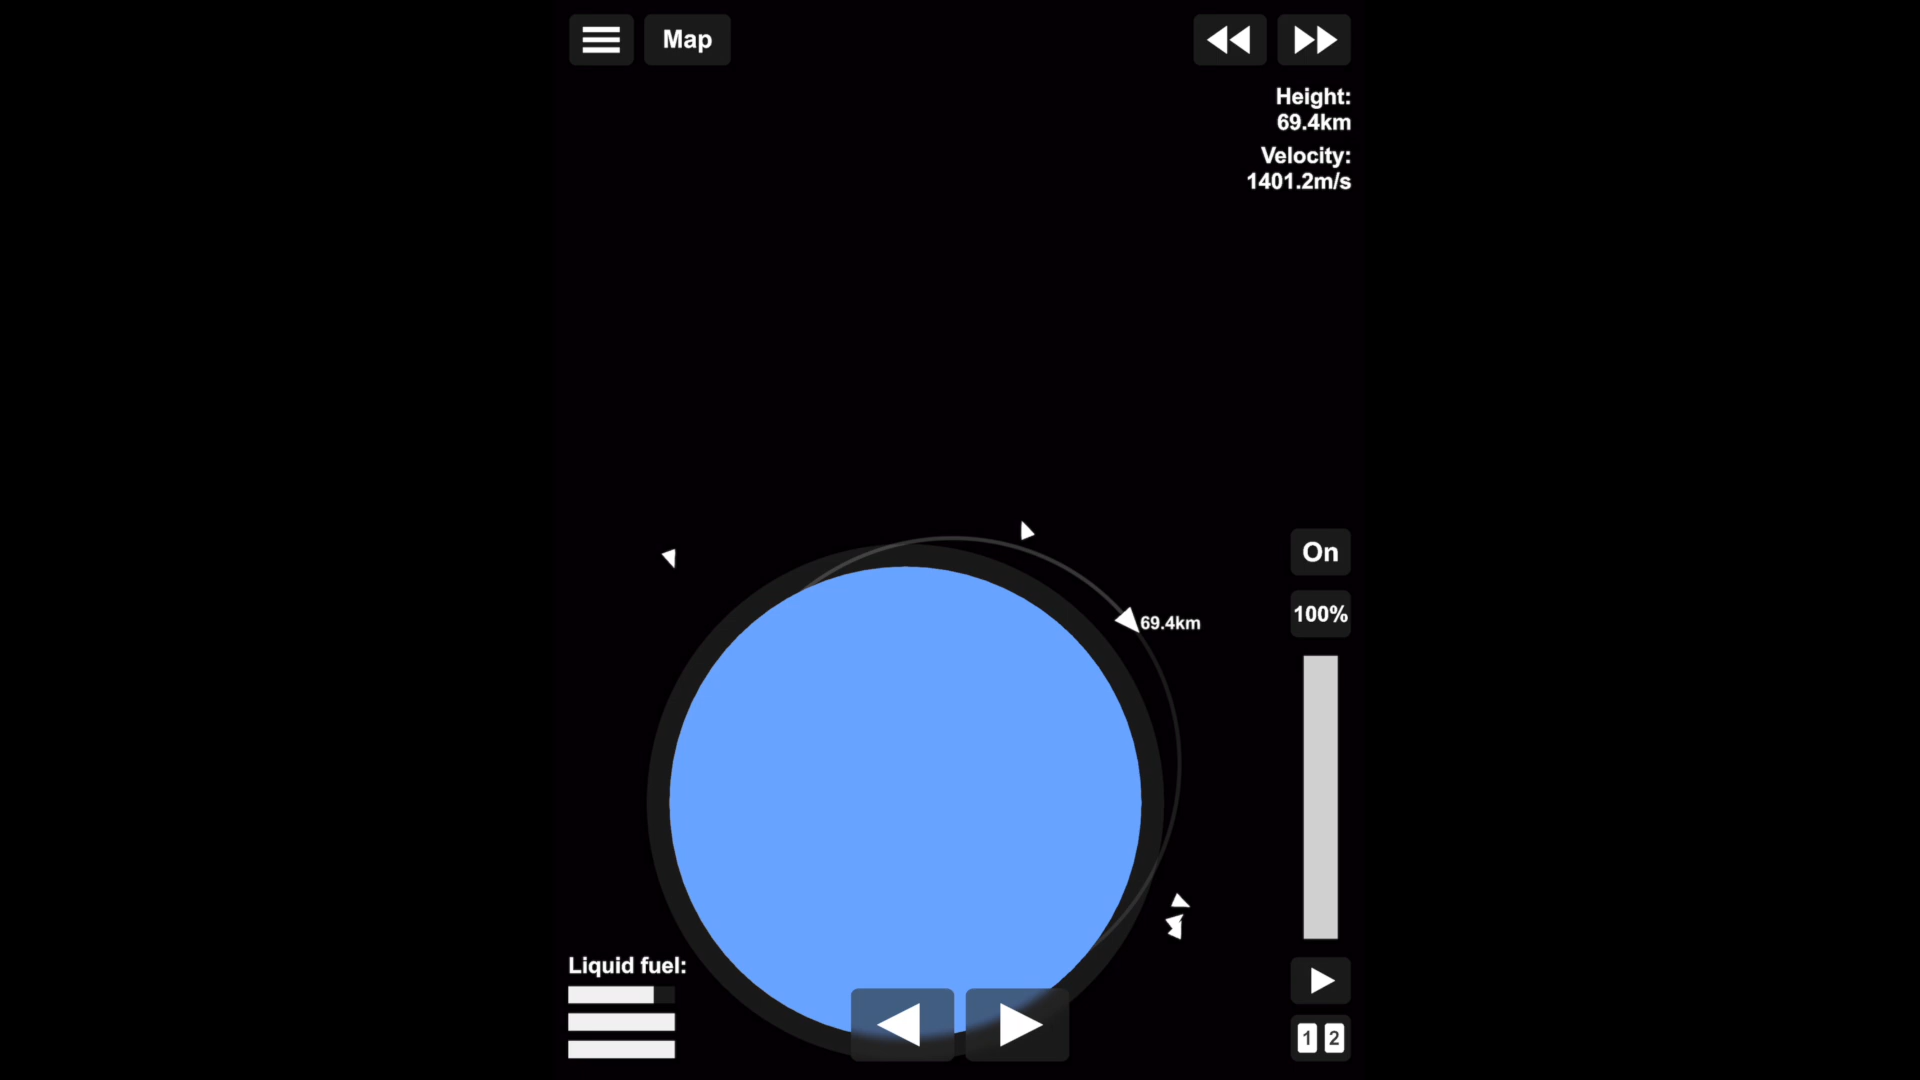 Map
Height:
69.4km
Velocity:
1401.2m/s
On
100%
69.4km
Liquid fuel:
1 2